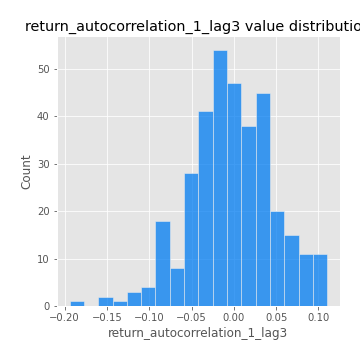 return_autocorrelation_1_lag3 value distributio
50
40
30
20
10
0
Count
−0.20 −0.15 −0.10 −0.05 0.00 0.05 0.10
return_autocorrelation_1_lag3